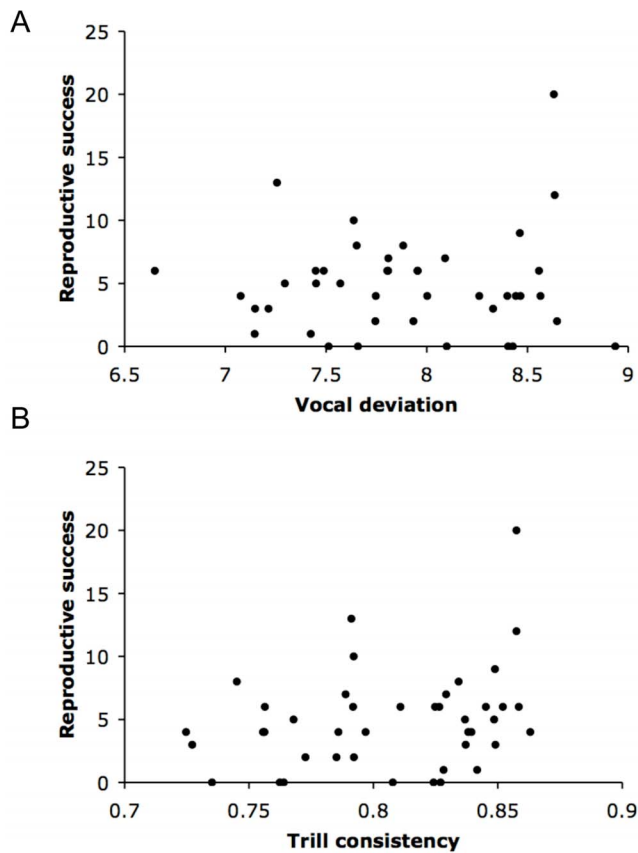 A
25
20
15
10
5
0
Reproductive success
6.5 7 7.5 8 8.5 9
Vocal deviation
B
25
20
15
10
5
0
Reproductive success
0.7 0.75 0.8 0.85 0.9
Trill consistency